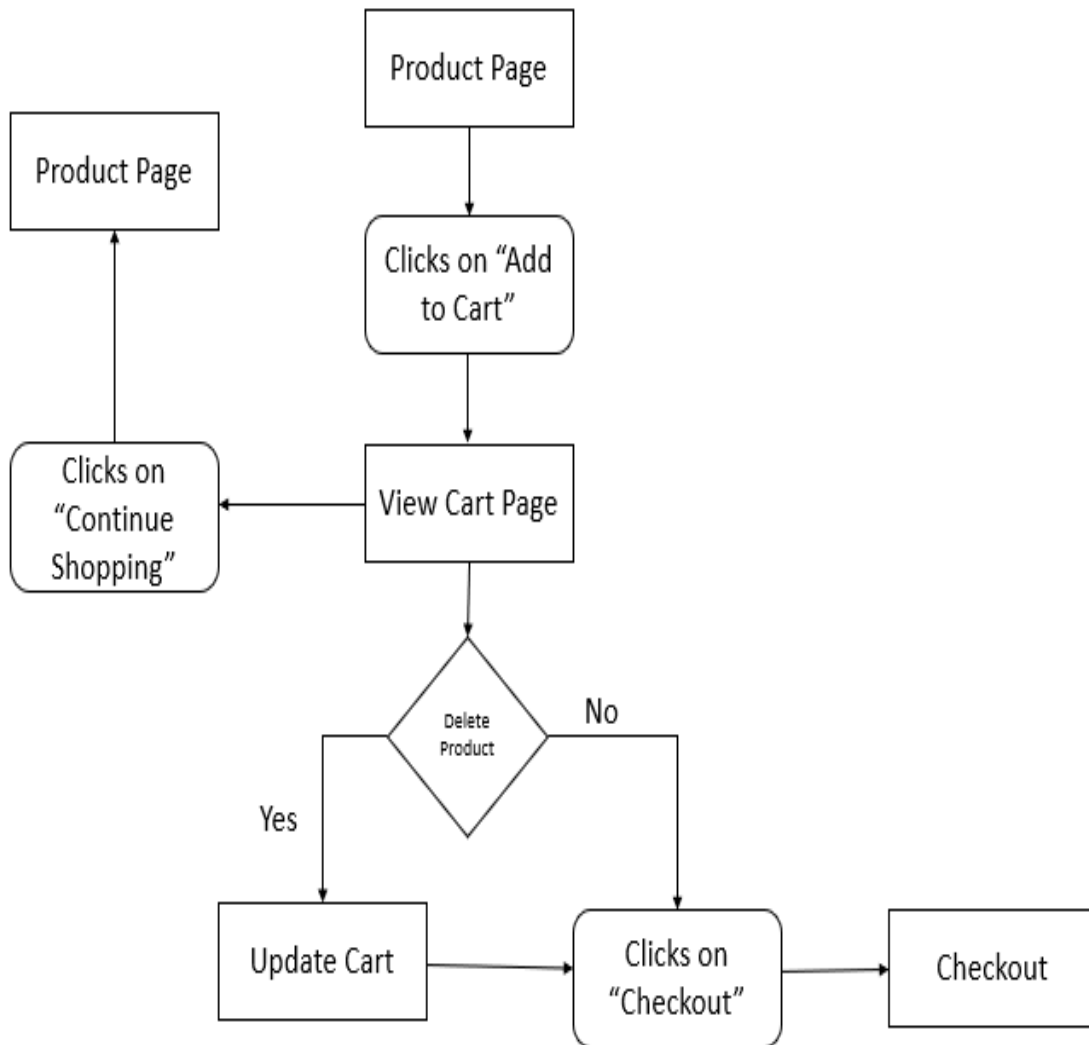 Product Page
Product Page
Clicks on “Add
to Cart”
Clicks on
“Continue
Shopping”
View Cart Page
Delete
Product
No
Yes
Update Cart
Clicks on
“Checkout”
Checkout